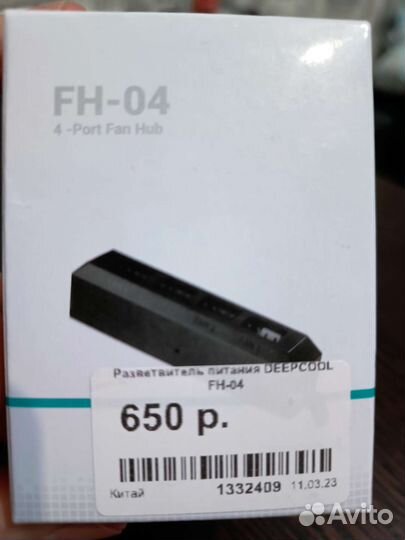 FH-04
4 -Port Fan Hub
Разветвитель питания DEEPCOOL
FH-04
650 р.
Китай 1332409 11.03.23
Avito